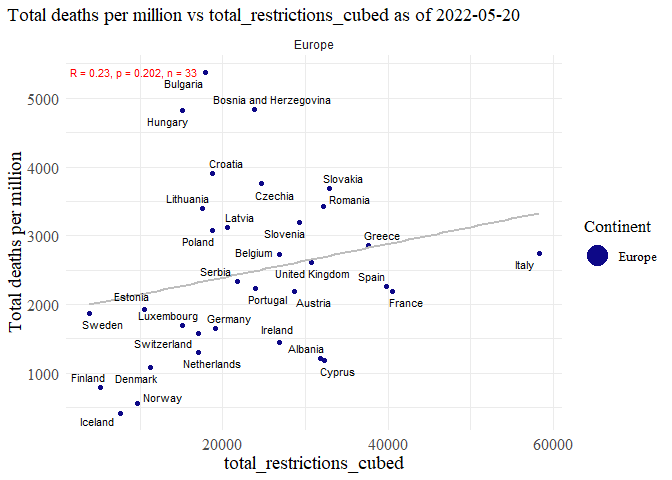 Total deaths per million vs total_restrictions_cubed as of 2022-05-20
Europe
R = 0.23, p = 0.202, n = 33
Bulgaria
Bosnia and Herzegovina
Hungary
Croatia
Slovakia
Czechia
Lithuania
Romania
Latvia
Slovenia
Poland
Greece
Belgium
Italy
United Kingdom
Serbia
Spain
Estonia
Portugal
Austria
France
Luxembourg
Germany
Sweden
Ireland
Switzerland
Albania
Netherlands
Cyprus
Finland
Denmark
Norway
Iceland
5000
4000
3000
2000
1000
Total deaths per million
20000
40000
60000
total_restrictions_cubed
Continent
Europe